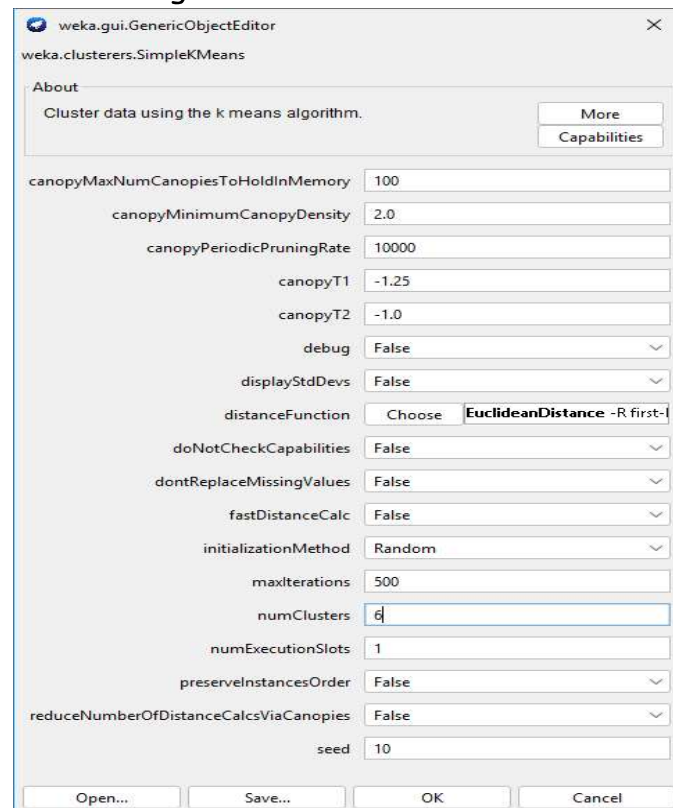 weka.gui.GenericObjectEditor
weka.clusterers.SimpleKMeans
About
Cluster data using the k means algorithm.
More
Capabilities
canopyMaxNumCanopiesToHoldInMemory 100
canopyMinimumCanopyDensity 2.0
canopyPeriodicPruningRate 10000
canopyT1 -1.25
canopyT2 -1.0
debug False
displayStdDevs False
distanceFunction Choose EuclideanDistance -R first-l
doNotCheckCapabilities False
dontReplaceMissingValues False
fastDistanceCalc False
initializationMethod Random
maxIterations 500
numClusters 6
numExecutionSlots 1
preserveInstancesOrder False
reduceNumberOfDistanceCalcsViaCanopies False
seed 10
Open... Save... OK Cancel